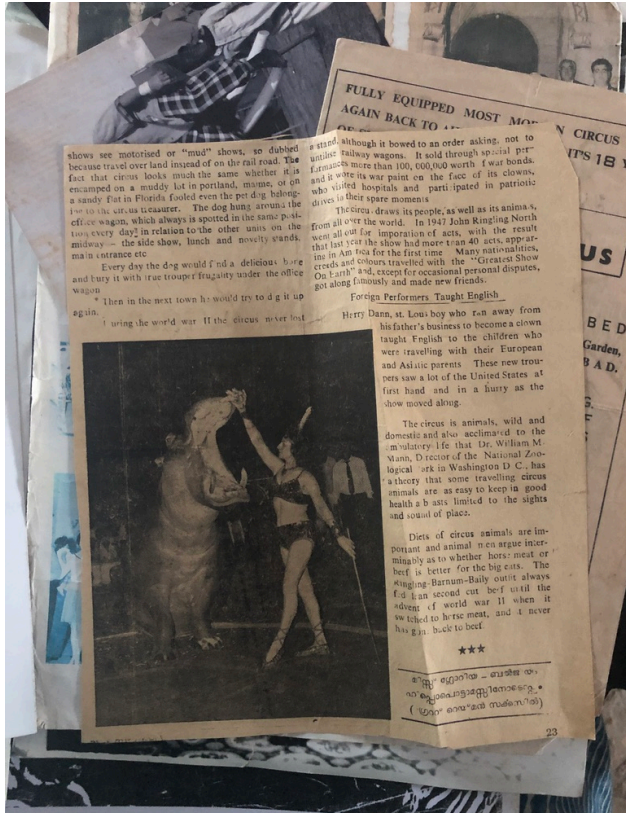 FULLY EQUIPPED MOST
CIRCUS
AGAIN BACK TO
IT'S 18
US
BED
Garden,
BAD.
shows see motorised or "mud" shows, so dubbed
because travel over land instead of on the rail road. The
fact that circus looks much the same whether it is
encamped on a muddy lot in portland, maine, or on
a sandy flat in Florida fooled even the pet dog belong-
ing to the circus treasurer. The dog hung around the
office wagon, which always is spotted in the same posi-
tion every day in relation to the other units on the
midway — the side show, lunch and novelty stands,
main entrance etc
Every day the dog would find a delicious bone
and bury it with true trouper frugality under the office
wagon
Then in the next town he would try to dig it up
again.
During the world war II the circus never lost
a stand, although it bowed to an order asking, not to
untilse railway wagons. It sold through special per-
formances more than 100,000,000 worth f war bonds.
and it wore its war paint on the face of its clowns,
who visited hospitals and participated in patriotic
drives in their spare moments
The circus draws its people, as well as its animals,
from all over the world. In 1947 John Ringling North
went all out for imporation of acts, with the result
that last year the show had more than 40 acts, appear-
ing in America for the first time Many nationalities,
creeds and colours travelled with the "Greatest Show
On Earth" and, except for occasional personal disputes,
got along famously and made new friends.
Foreign Performers Taught English
Herry Dann, st. Lous boy who ran away from
his father's business to become a clown
taught English to the children who
were travelling with their European
and Asiatic parents These new trou-
pers saw a lot of the United States at
first hand and in a hurry as the
show moved along.
The circus is animals, wild and
domestic and also acclimated to the
ambulatory life that Dr. William M
Mann, Director of the National Zoo-
logical Park in Washington D C., has
a theory that some travelling circus
animals are as easy to keep in good
health a b asts limited to the sights
and sound of place.
Diets of circus animals are im-
portant and animal men argue inter-
minably as to whether horse meat or
beef is better for the big cats. The
Ringling-Barnum-Baily outfit always
fed lean second cut beef until the
advent of world war II when it
switched to horse meat, and it never
has gone back to beef.
★★★
മിസ്സ് ഗ്ലോറിയ – ബൽജിയം
ഹിപ്പൊപൊട്ടാമസ്സിനോടൊപ്പം
(ഗ്രേറ്റ് റെയ്മൻ സർക്കസിൽ)
23